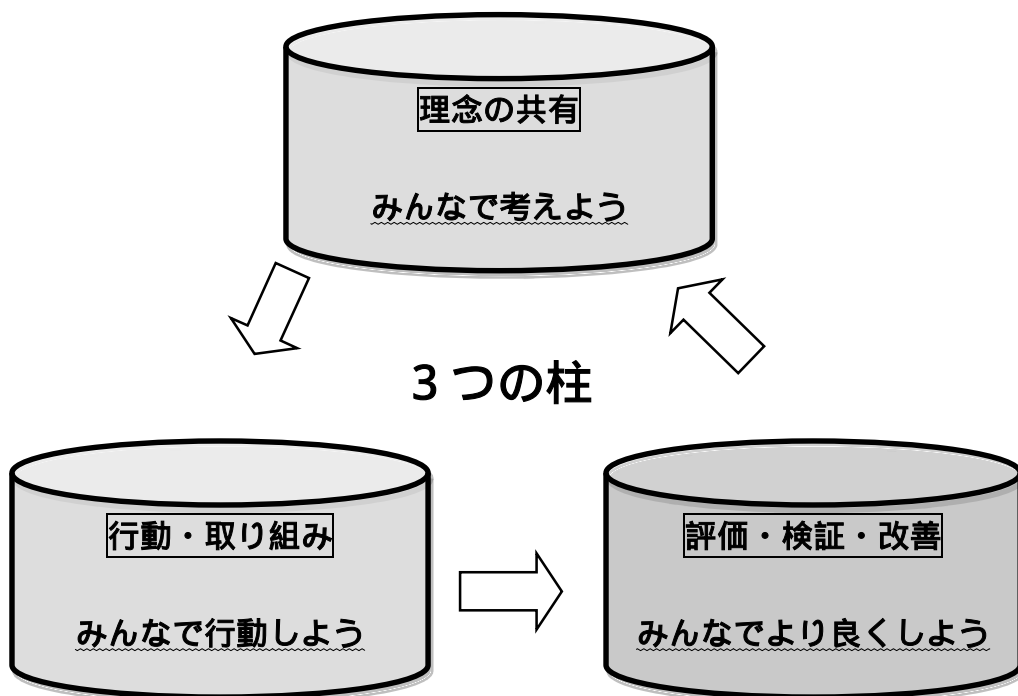 理念の共有
みんなで考えよう
３つの柱
行動・取り組み
みんなで行動しよう
評価・検証・改善
みんなでより良くしよう